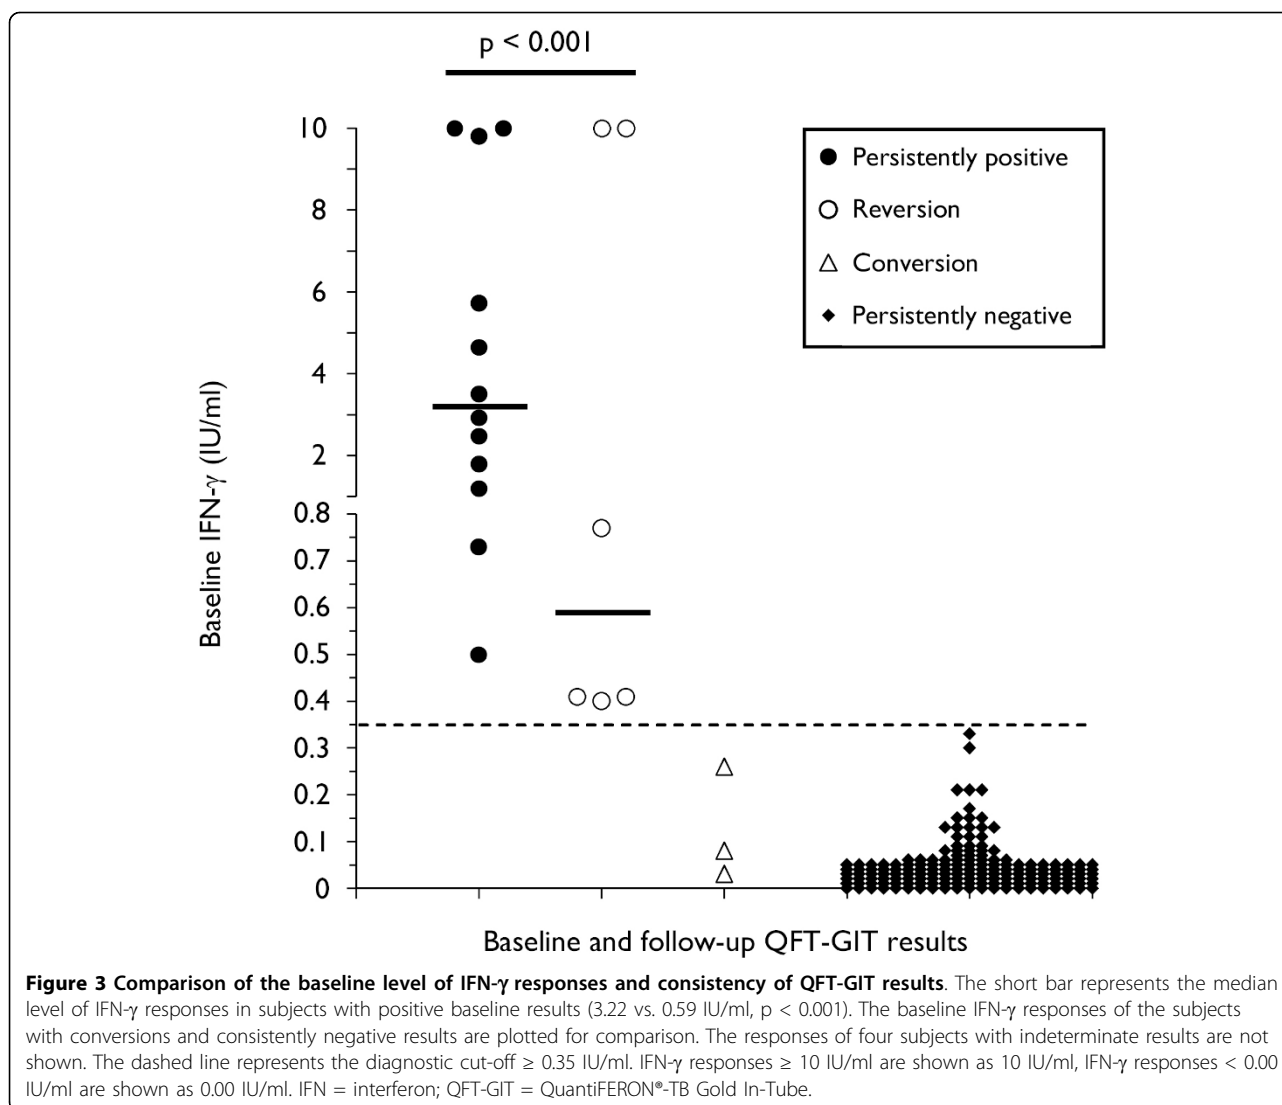 p < 0.001
10
8
6
4
2
0.8
0.7
0.6
0.5
0.4
0.3
0.2
0.1
0
Baseline IFN-γ (IU/ml)
Persistently positive
Reversion
Conversion
Persistently negative
Baseline and follow-up QFT-GIT results
Figure 3 Comparison of the baseline level of IFN-γ responses and consistency of QFT-GIT results. The short bar represents the median
level of IFN-γ responses in subjects with positive baseline results (3.22 vs. 0.59 IU/ml, p < 0.001). The baseline IFN-γ responses of the subjects
with conversions and consistently negative results are plotted for comparison. The responses of four subjects with indeterminate results are not
shown. The dashed line represents the diagnostic cut-off ≥ 0.35 IU/ml. IFN-γ responses ≥ 10 IU/ml are shown as 10 IU/ml, IFN-γ responses < 0.00
IU/ml are shown as 0.00 IU/ml. IFN = interferon; QFT-GIT = QuantiFERON®-TB Gold In-Tube.